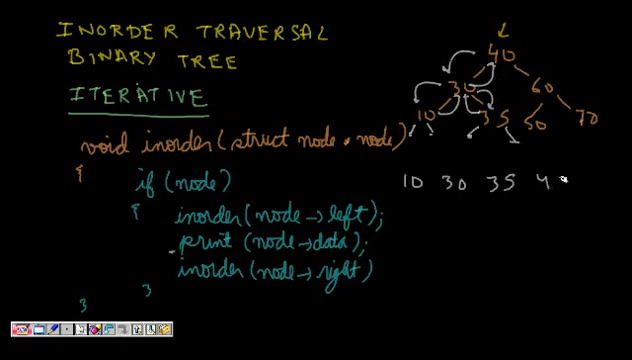 INORDER TRAVERSAL
BINARY TREE
ITERATIVE
void inorder(struct node * node)
{
if (node)
{
inorder(node→left);
print(node→data);
inorder(node→right)
}
}
40
30 60
10 35 50 70
10 30 35 4